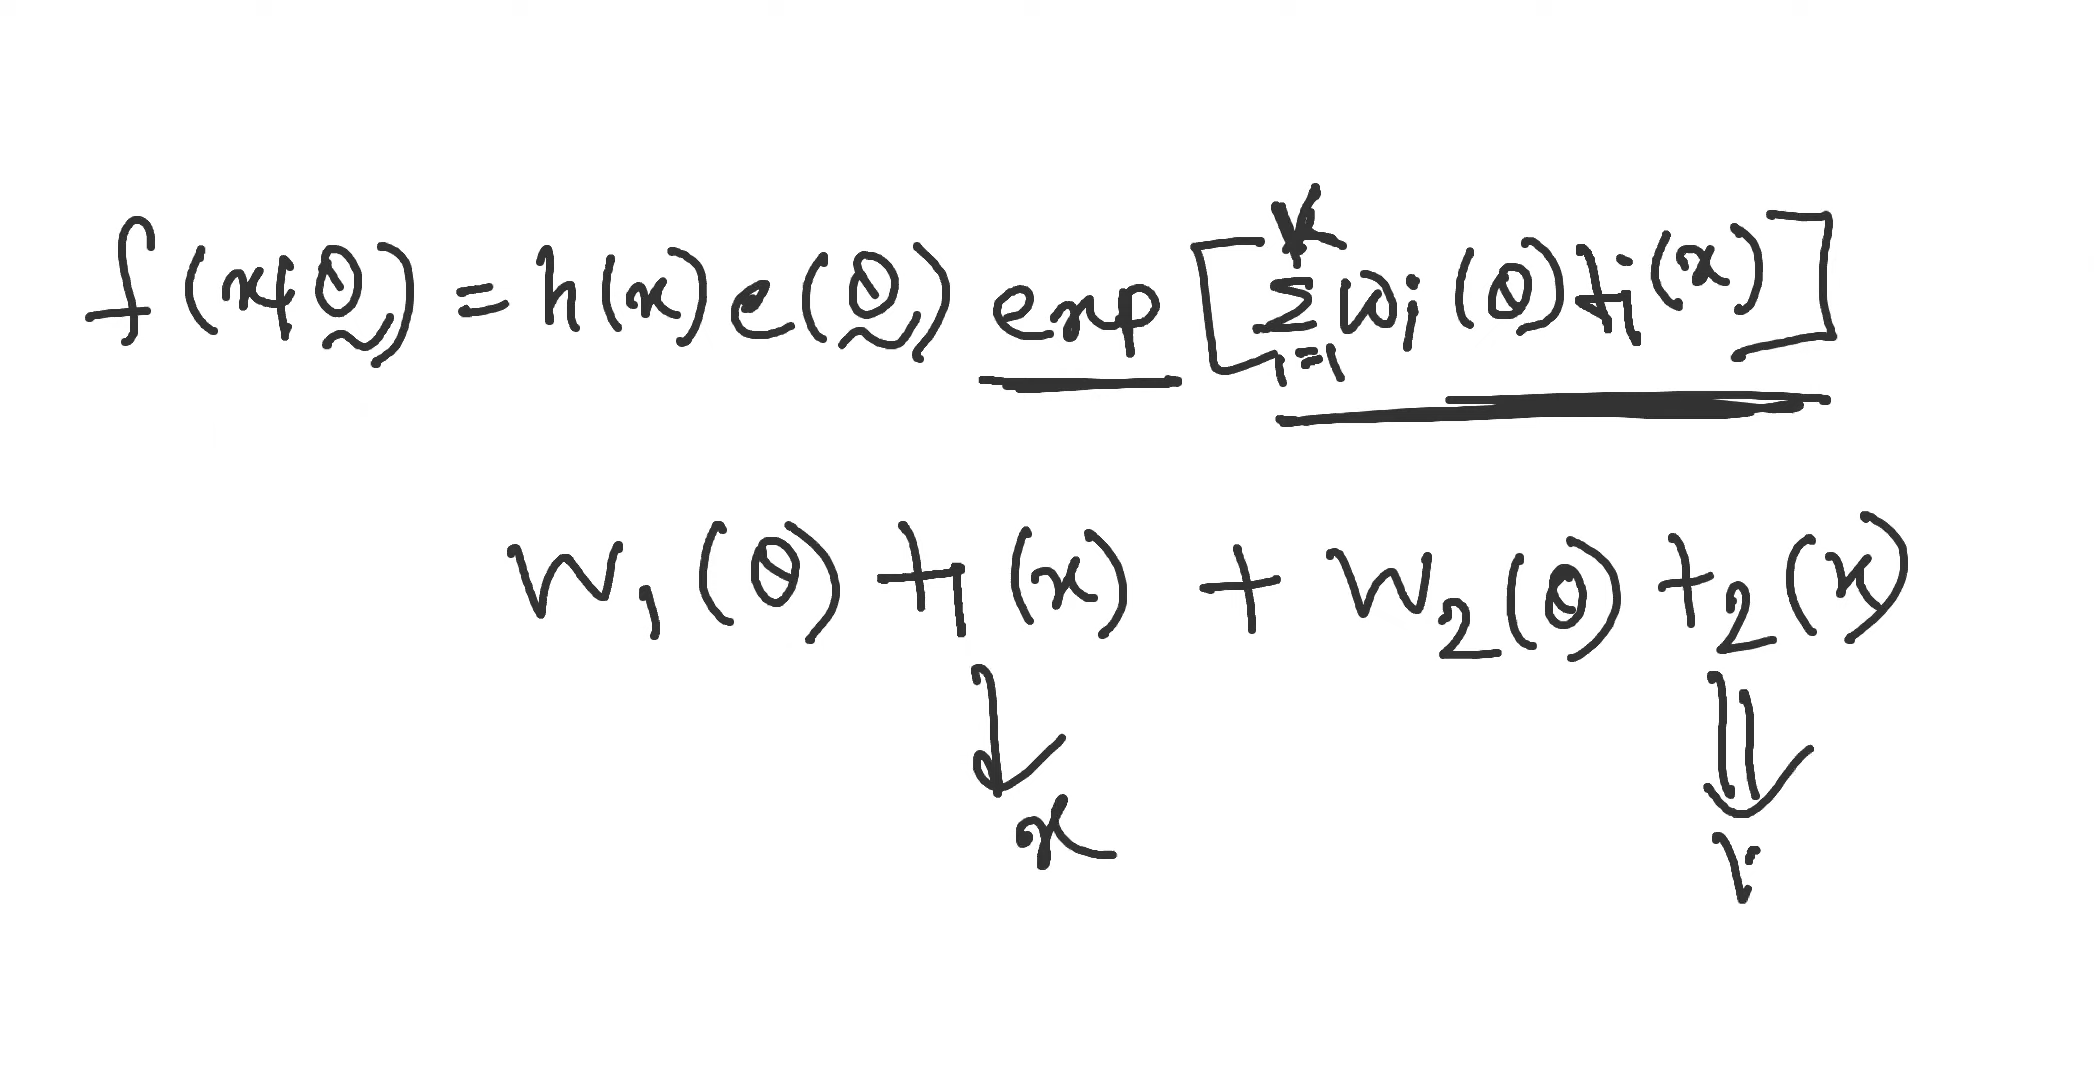 f(x|θ) = h(x) c(θ) exp [ Σ_{i=1}^{k} w_i(θ) t_i(x) ]
w_1(θ) t_1(x) + w_2(θ) t_2(x)
x